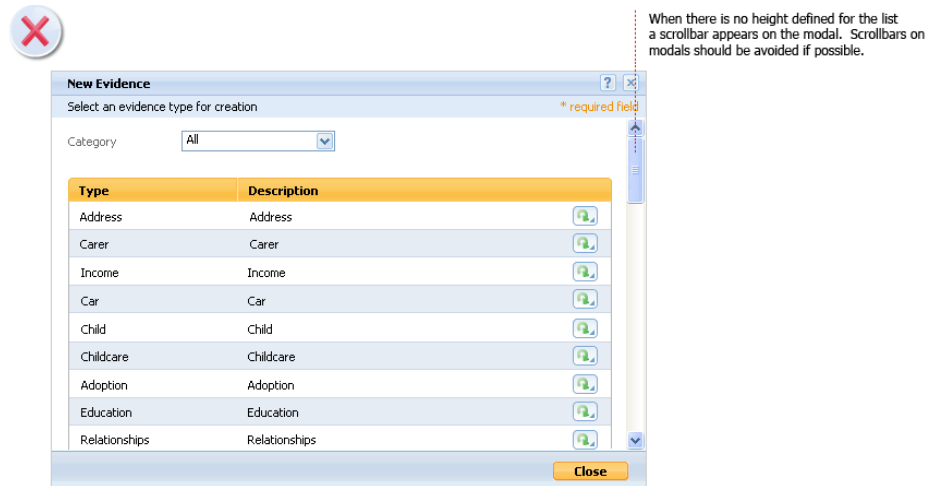 When there is no height defined for the list
a scrollbar appears on the modal. Scrollbars on
modals should be avoided if possible.
New Evidence ?
Select an evidence type for creation * required field
Category All
Type Description
Address Address
Carer Carer
Income Income
Car Car
Child Child
Childcare Childcare
Adoption Adoption
Education Education
Relationships Relationships
Close